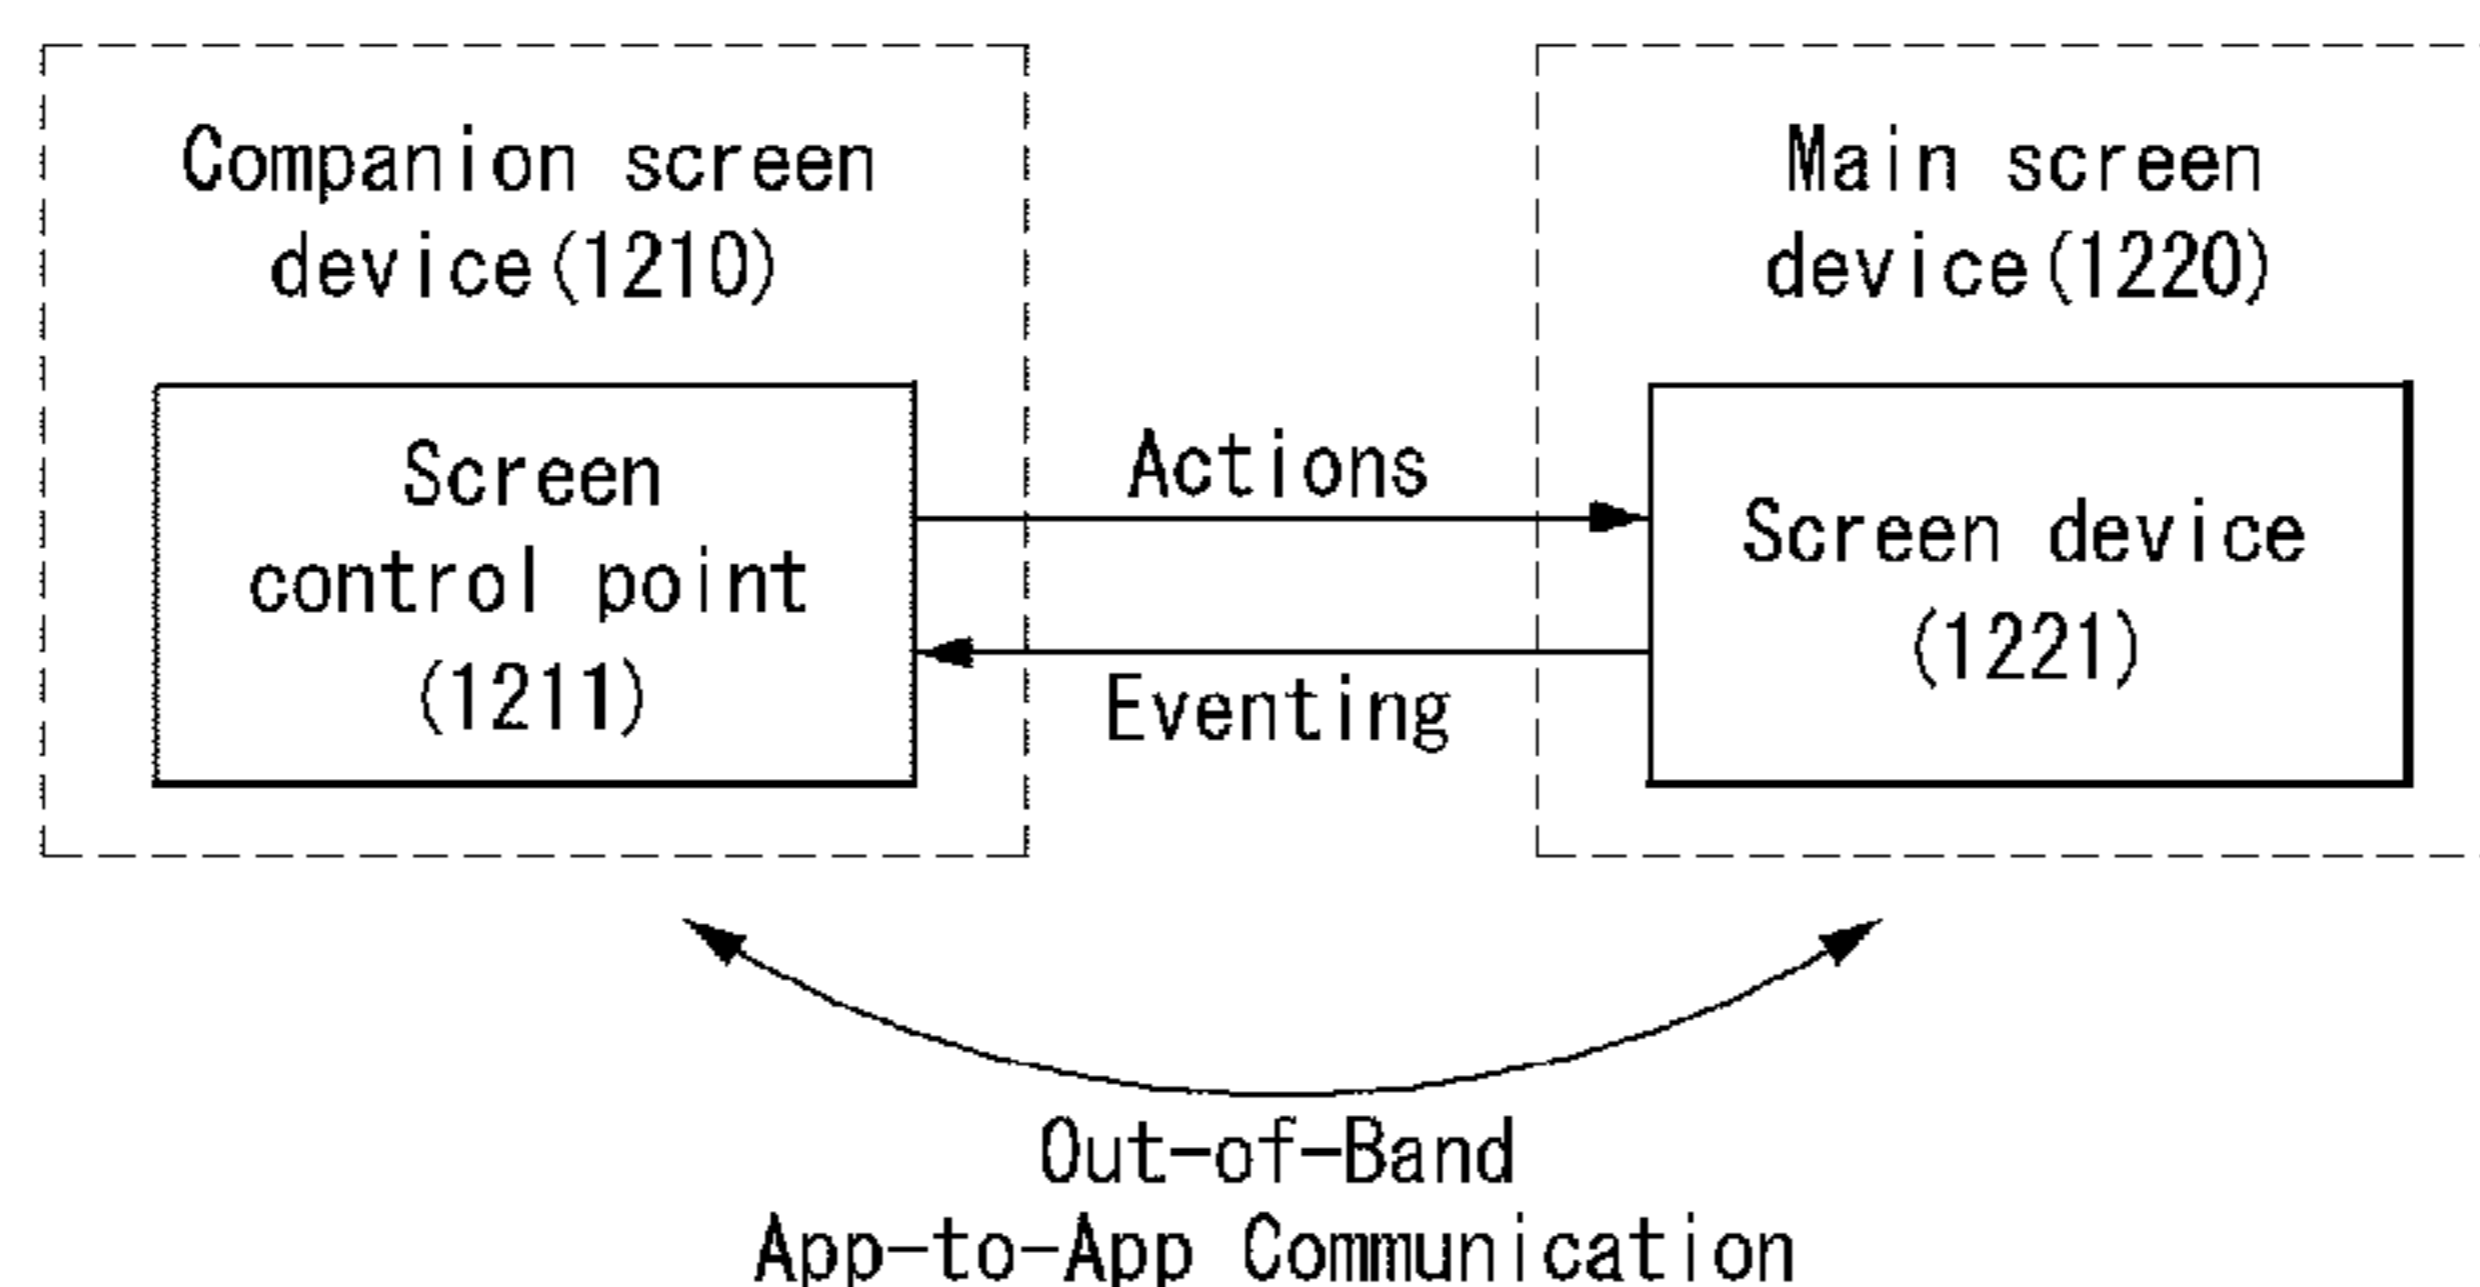 Companion screen
device(1210)
Main screen
device(1220)
Screen
control point
(1211)
Actions
Eventing
Screen device
(1221)
Out-of-Band
App-to-App Communication